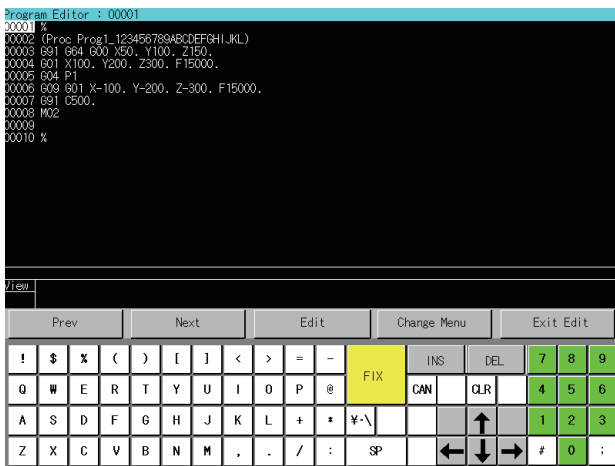 Program Editor : 00001
00001 %
00002 (Proc Prog1_123456789ABCDEFGHIJKL)
00003 G91 G64 G00 X50. Y100. Z150.
00004 G01 X100. Y200. Z300. F15000.
00005 G04 P1
00006 G09 G01 X-100. Y-200. Z-300. F15000.
00007 G91 C500.
00008 M02
00009
00010 %
View
Prev Next Edit Change Menu Exit Edit
! $ % ( ) [ ] < > = - FIX INS DEL 7 8 9
Q W E R T Y U I O P @ CAN CLR 4 5 6
A S D F G H J K L + * ¥·\ ↑ 1 2 3
Z X C V B N M , . / : SP ← ↓ → # 0 ;